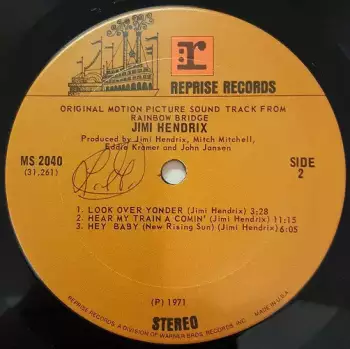 r
REPRISE RECORDS
ORIGINAL MOTION PICTURE SOUND TRACK FROM
RAINBOW BRIDGE
JIMI HENDRIX
Produced by Jimi Hendrix, Mitch Mitchell,
Eddie Kramer and John Jansen
MS 2040
(31,261)
SIDE
2
1. LOOK OVER YONDER (Jimi Hendrix) 3:28
2. HEAR MY TRAIN A COMIN' (Jimi Hendrix) 11:15
3. HEY BABY (New Rising Sun) (Jimi Hendrix) 6:05
(P) 1971
STEREO
REPRISE RECORDS, A DIVISION OF WARNER BROS. RECORDS INC. MADE IN U.S.A.